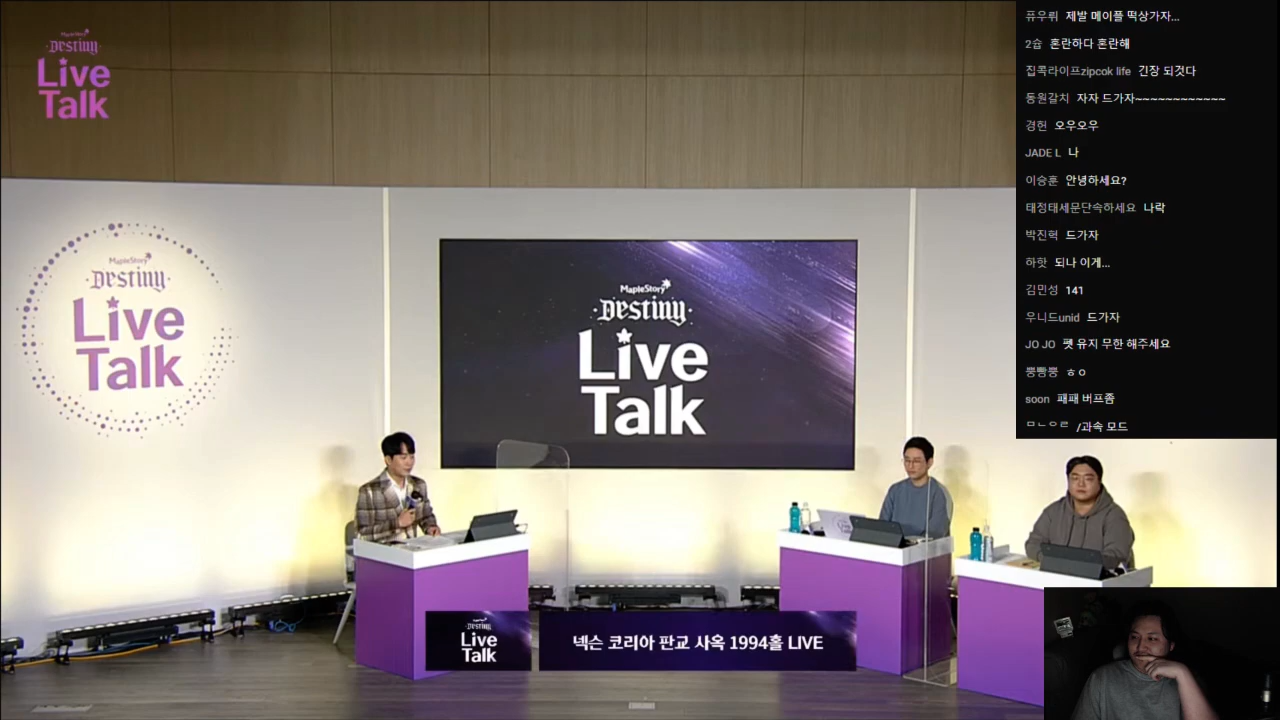 MapleStory
Destiny
Live
Talk
MapleStory
Destiny
Live
Talk
MapleStory
Destiny
Live
Talk
MapleStory
Destiny
Live
Talk
넥슨 코리아 판교 사옥 1994홀 LIVE
퓨우뤼 제발 메이플 떡상가자...
2슙 혼란하다 혼란해
집콕라이프zipcok life 긴장 되것다
동원갈치 자자 드가자~~~~~~~~~~~~
경헌 오우오우
JADE L 나
이승훈 안녕하세요?
태정태세문단속하세요 나락
박진혁 드가자
하핫 되나 이게...
김민성 141
우니드unid 드가자
JO JO 펫 유지 무한 해주세요
뿡빵뿡 ㅎㅇ
soon 패패 버프좀
/과속 모드